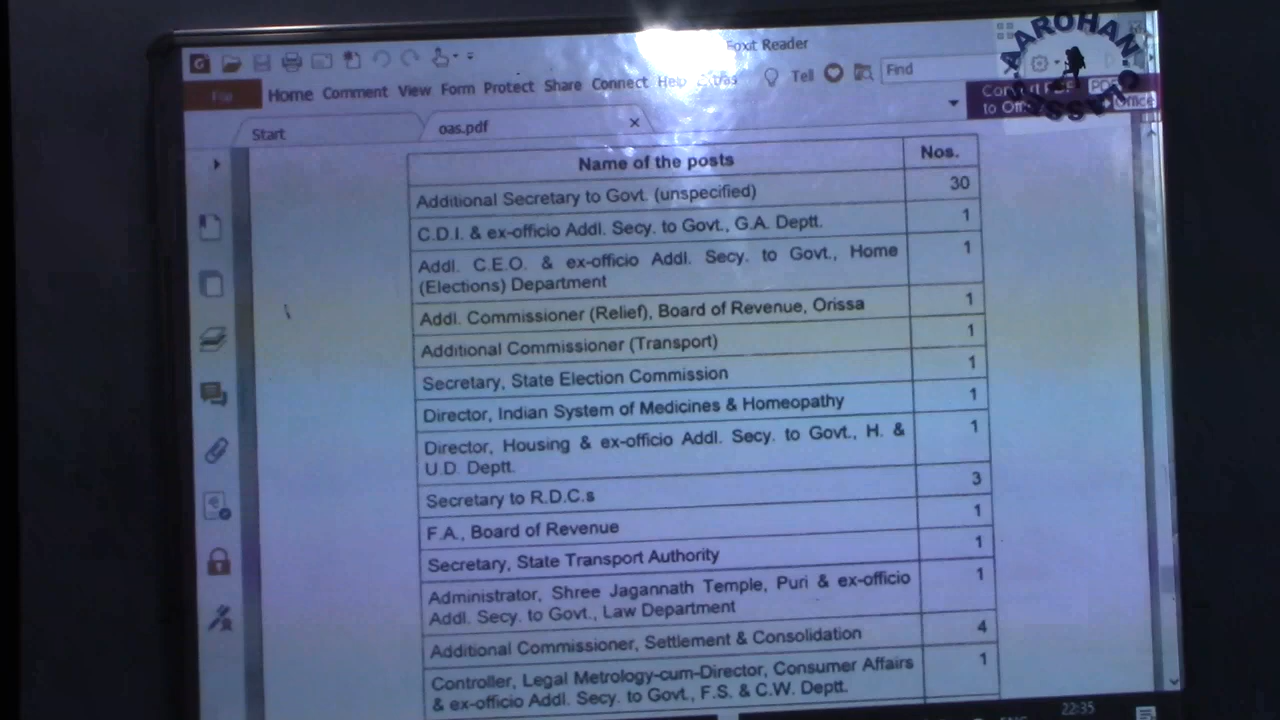 Foxit Reader
AAROHAN
CLASSES
File Home Comment View Form Protect Share Connect Help Extras Tell Find
to Office
Start oas.pdf
Name of the posts Nos.
Additional Secretary to Govt. (unspecified) 30
C.D.I. & ex-officio Addl. Secy. to Govt., G.A. Deptt. 1
Addl. C.E.O. & ex-officio Addl. Secy. to Govt., Home 1
(Elections) Department
Addl. Commissioner (Relief), Board of Revenue, Orissa 1
Additional Commissioner (Transport) 1
Secretary, State Election Commission 1
Director, Indian System of Medicines & Homeopathy 1
Director, Housing & ex-officio Addl. Secy. to Govt., H. & 1
U.D. Deptt.
Secretary to R.D.C.s 3
F.A., Board of Revenue 1
Secretary, State Transport Authority 1
Administrator, Shree Jagannath Temple, Puri & ex-officio 1
Addl. Secy. to Govt., Law Department
Additional Commissioner, Settlement & Consolidation 4
Controller, Legal Metrology-cum-Director, Consumer Affairs 1
& ex-officio Addl. Secy. to Govt., F.S. & C.W. Deptt.
22:35